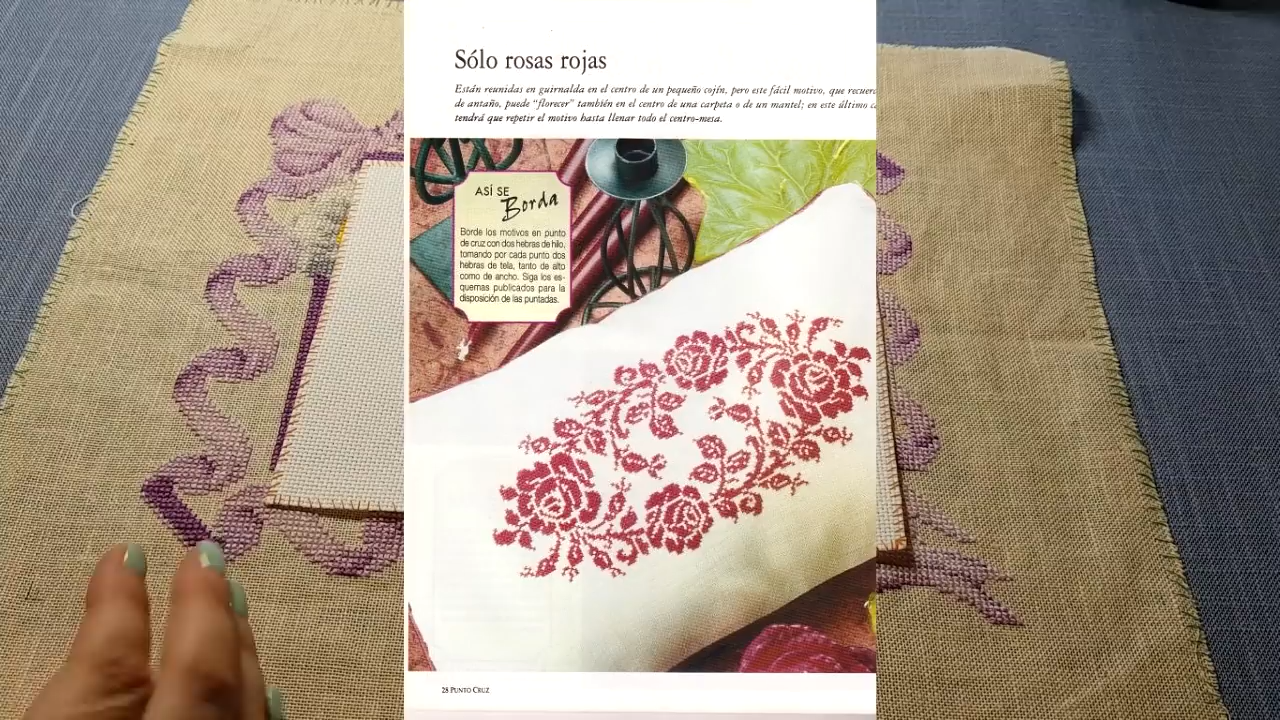 Sólo rosas rojas
Están reunidas en guirnalda en el centro de un pequeño cojín, pero este fácil motivo, que
de antaño, puede “florecer” también en el centro de una carpeta o de un mantel; en este último
tendrá que repetir el motivo hasta llenar todo el centro-mesa.
ASÍ SE
Borda
Borde los motivos en punto
de cruz con dos hebras de hilo,
tomando por cada punto dos
hebras de tela, tanto de alto
como de ancho. Siga los es-
quemas publicados para la
disposición de las puntadas.
28 PUNTO CRUZ